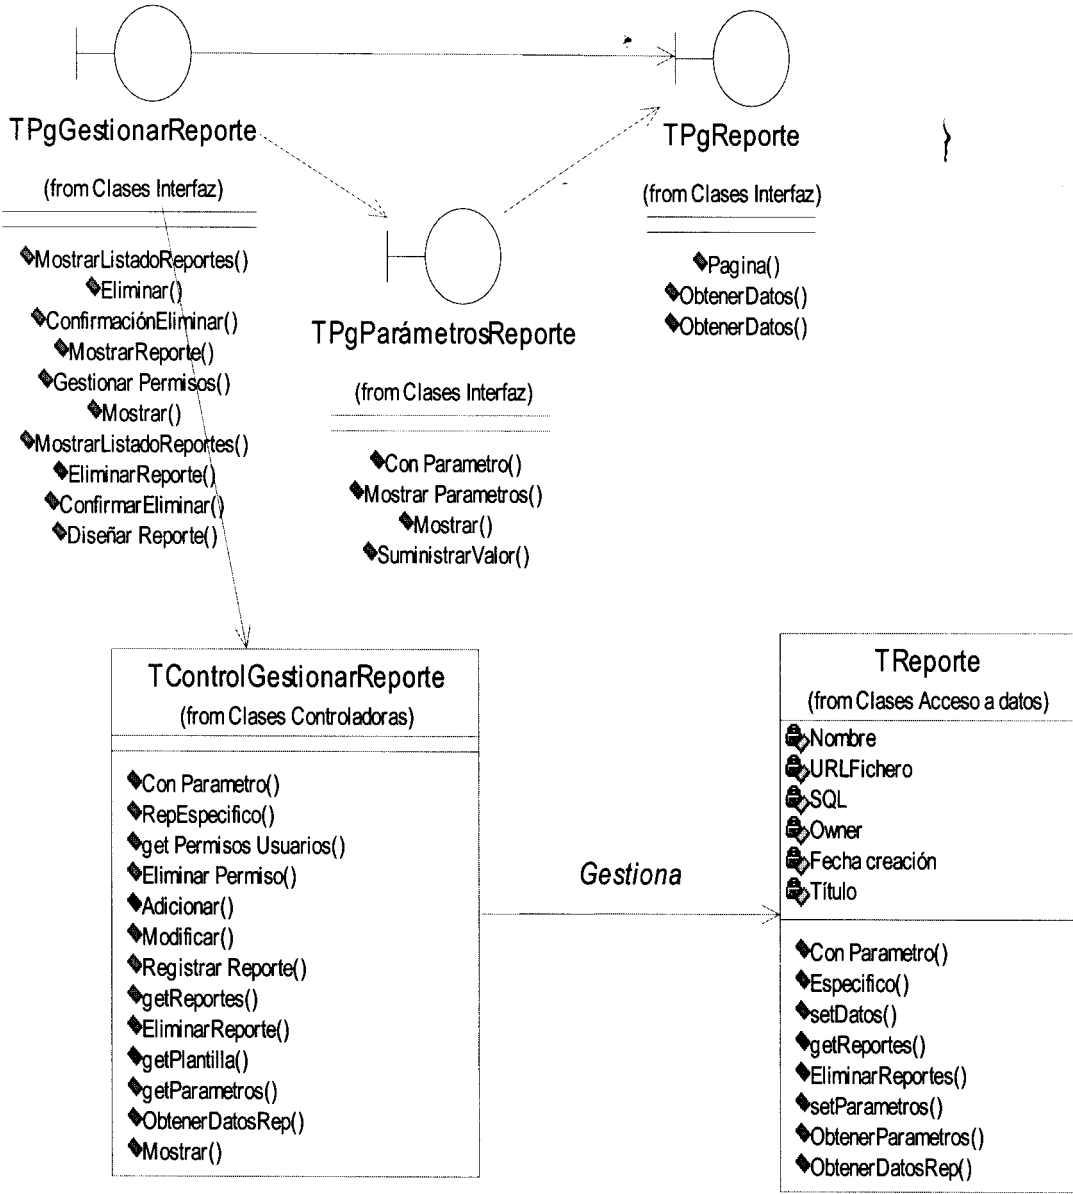 TPgGestionarReporte
(from Clases Interfaz)
MostrarListadoReportes()
Eliminar()
ConfirmaciónEliminar()
MostrarReporte()
Gestionar Permisos()
Mostrar()
MostrarListadoReportes()
EliminarReporte()
ConfirmarEliminar()
Diseñar Reporte()
TPgParámetrosReporte
(from Clases Interfaz)
Con Parametro()
Mostrar Parametros()
Mostrar()
SuministrarValor()
TPgReporte
(from Clases Interfaz)
Pagina()
ObtenerDatos()
ObtenerDatos()
TControlGestionarReporte
(from Clases Controladoras)
Con Parametro()
RepEspecifico()
get Permisos Usuarios()
Eliminar Permiso()
Adicionar()
Modificar()
Registrar Reporte()
getReportes()
EliminarReporte()
getPlantilla()
getParametros()
ObtenerDatosRep()
Mostrar()
Gestiona
TReporte
(from Clases Acceso a datos)
Nombre
URLFichero
SQL
Owner
Fecha creación
Título
Con Parametro()
Especifico()
setDatos()
getReportes()
EliminarReportes()
setParametros()
ObtenerParametros()
ObtenerDatosRep()